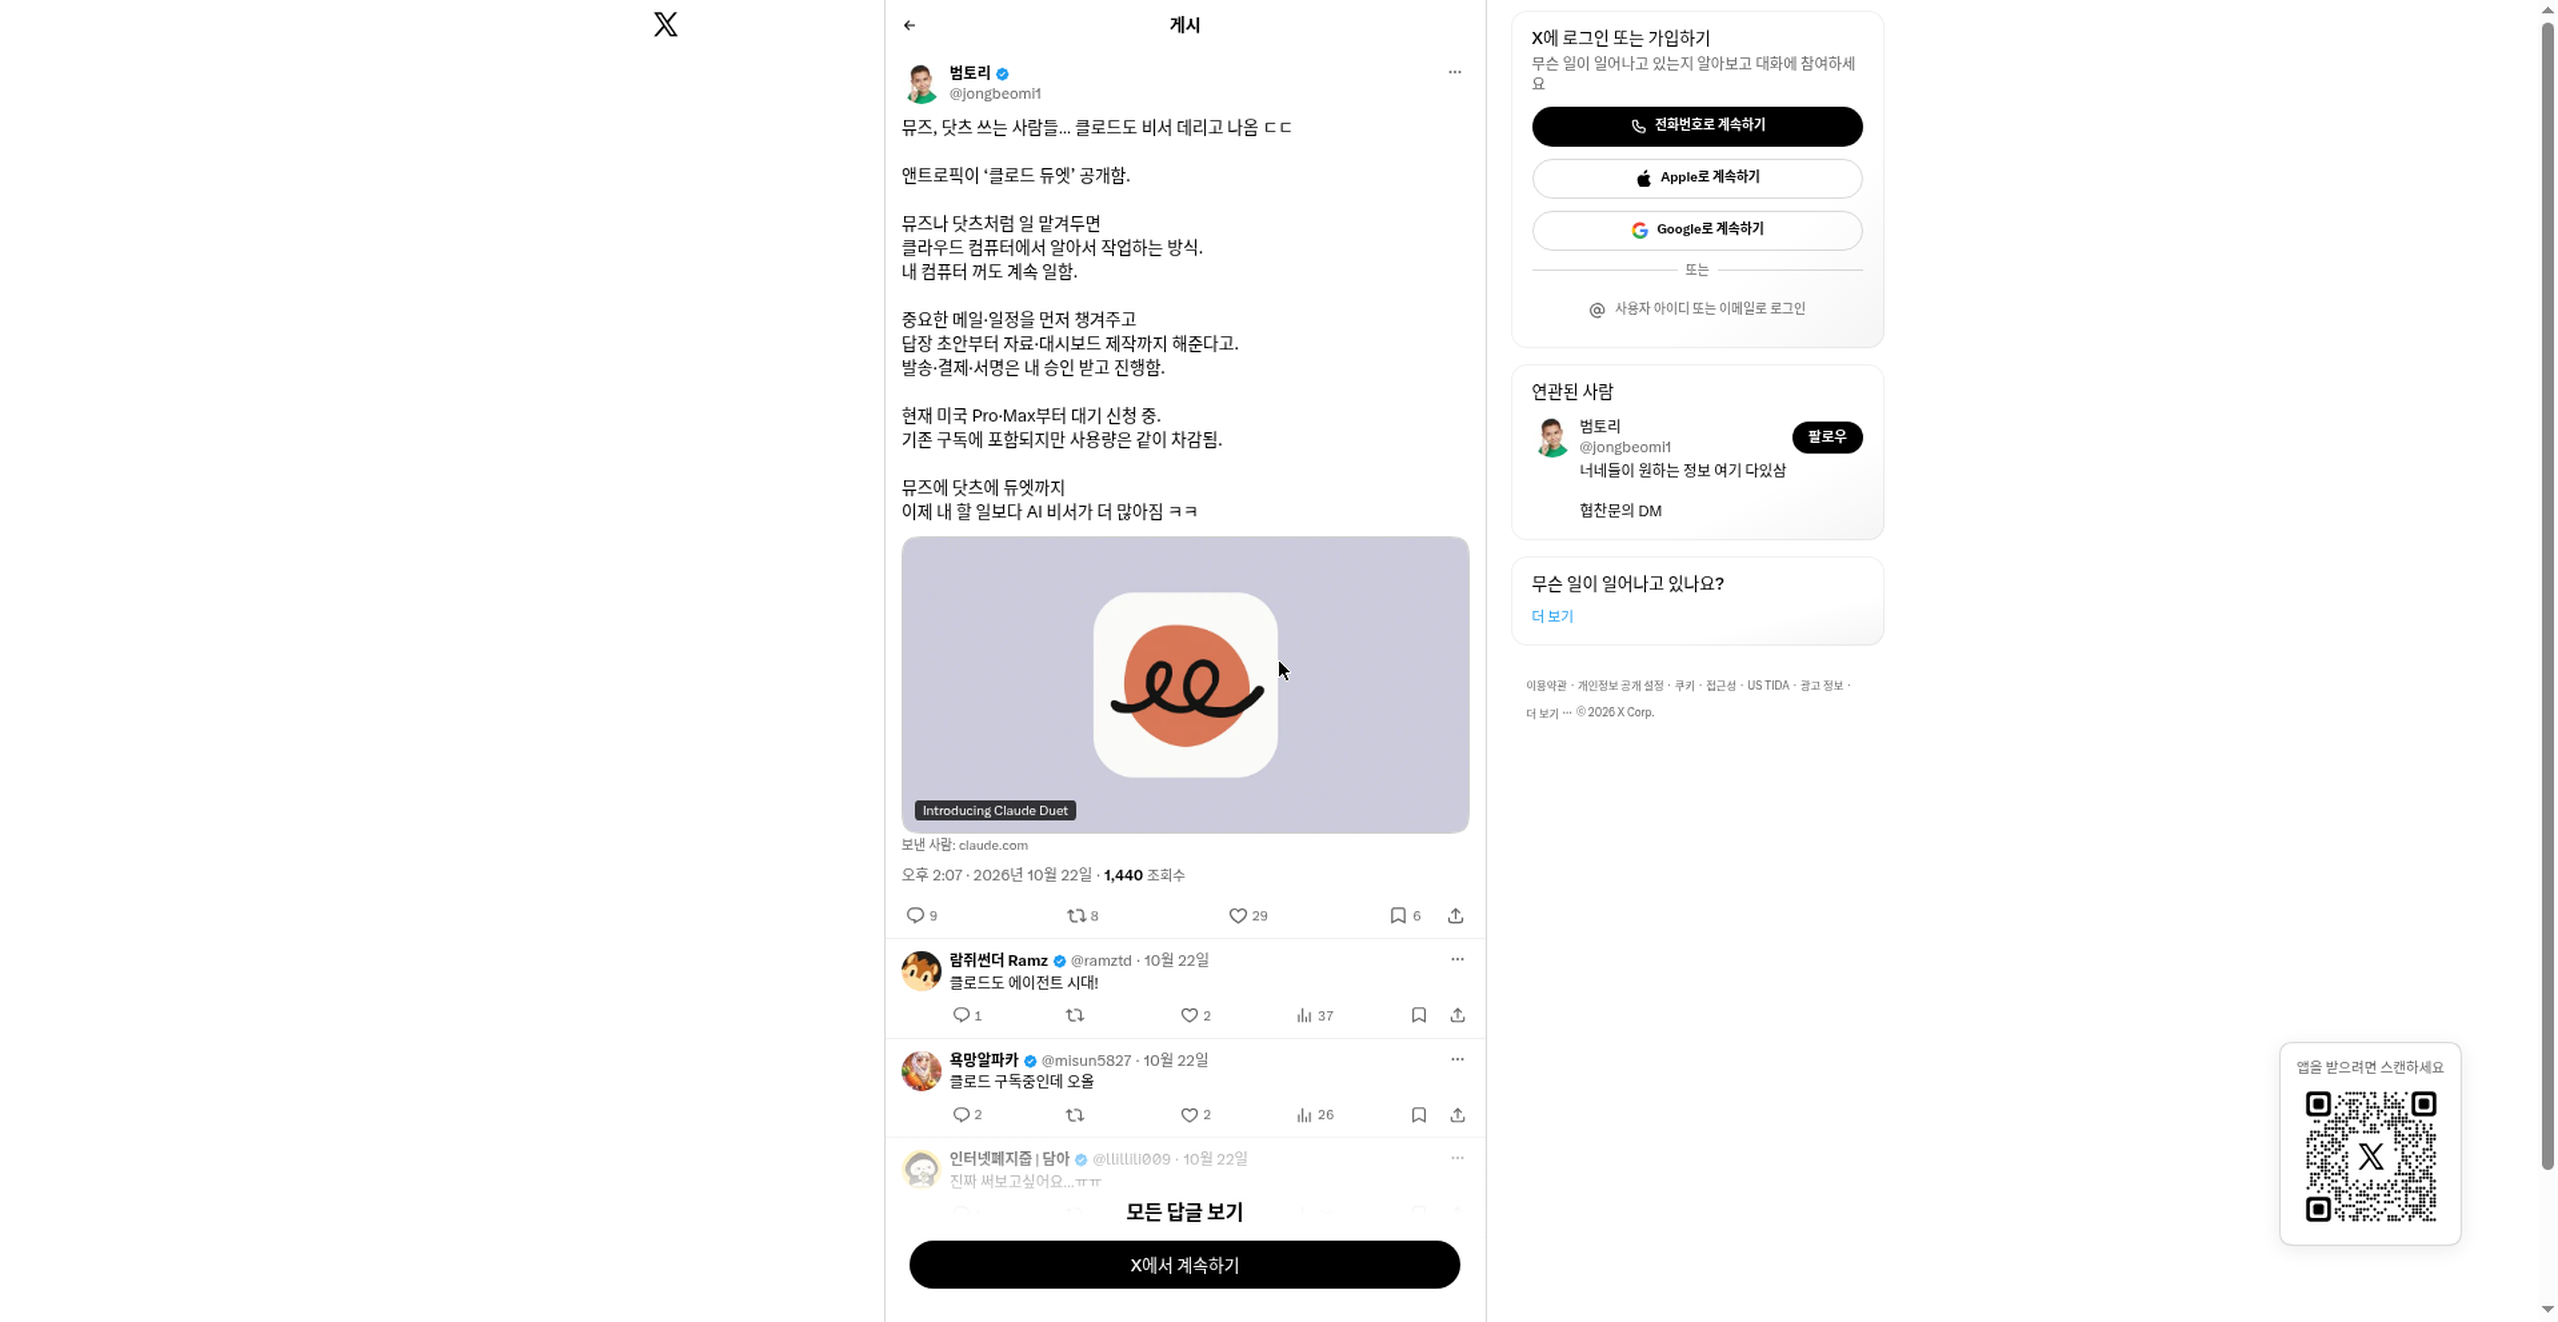 게시
범토리
@jongbeomi1
뮤즈, 닷츠 쓰는 사람들... 클로드도 비서 데리고 나옴 ㄷㄷ
앤트로픽이 ‘클로드 듀엣’ 공개함.
뮤즈나 닷츠처럼 일 맡겨두면
클라우드 컴퓨터에서 알아서 작업하는 방식.
내 컴퓨터 꺼도 계속 일함.
중요한 메일·일정을 먼저 챙겨주고
답장 초안부터 자료·대시보드 제작까지 해준다고.
발송·결제·서명은 내 승인 받고 진행함.
현재 미국 Pro·Max부터 대기 신청 중.
기존 구독에 포함되지만 사용량은 같이 차감됨.
뮤즈에 닷츠에 듀엣까지
이제 내 할 일보다 AI 비서가 더 많아짐 ㅋㅋ
Introducing Claude Duet
보낸 사람: claude.com
오후 2:07 · 2026년 10월 22일 · 1,440 조회수
9 8 29 6
람쥐썬더 Ramz @ramztd · 10월 22일
클로드도 에이전트 시대!
1 2 37
욕망알파카 @misun5827 · 10월 22일
클로드 구독중인데 오올
2 2 26
인터넷폐지줍 | 담아 @llillili009 · 10월 22일
진짜 써보고싶어요...ㅠㅠ
모든 답글 보기
X에서 계속하기
X에 로그인 또는 가입하기
무슨 일이 일어나고 있는지 알아보고 대화에 참여하세
요
전화번호로 계속하기
Apple로 계속하기
Google로 계속하기
또는
사용자 아이디 또는 이메일로 로그인
연관된 사람
범토리
@jongbeomi1
팔로우
너네들이 원하는 정보 여기 다있삼
협찬문의 DM
무슨 일이 일어나고 있나요?
더 보기
이용약관 · 개인정보 공개 설정 · 쿠키 · 접근성 · US TIDA · 광고 정보 ·
더 보기 ··· © 2026 X Corp.
앱을 받으려면 스캔하세요